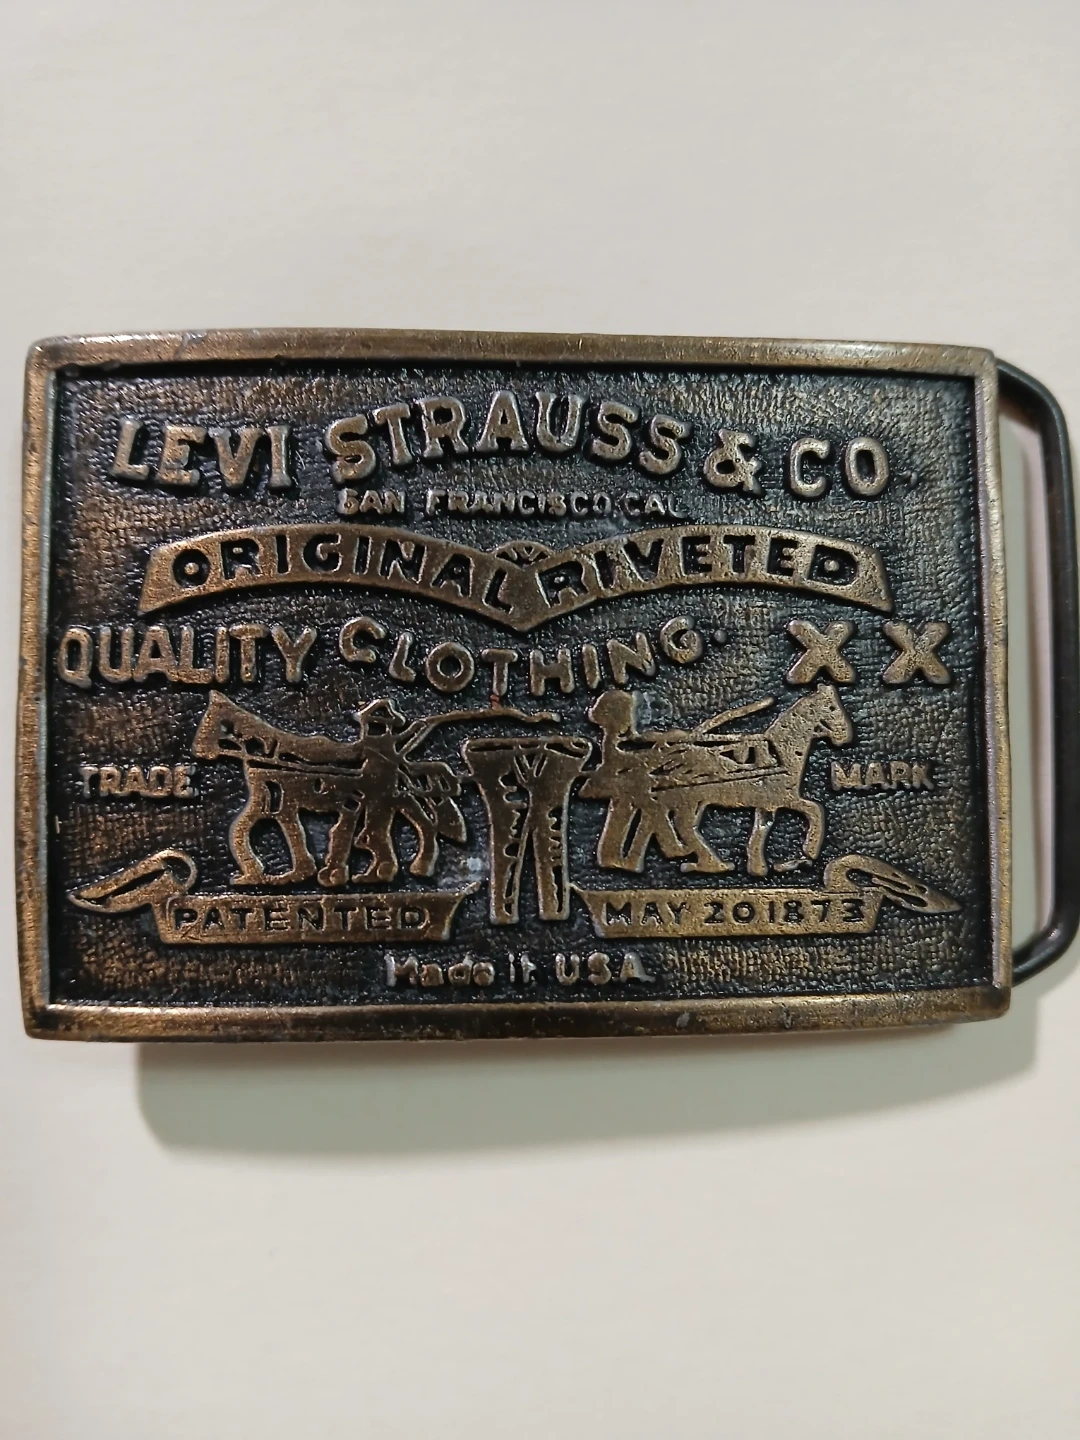 LEVI STRAUSS & CO.
SAN FRANCISCO, CAL
ORIGINAL RIVETED
QUALITY CLOTHING. XX
TRADE MARK
PATENTED MAY 20 1873
Made in USA